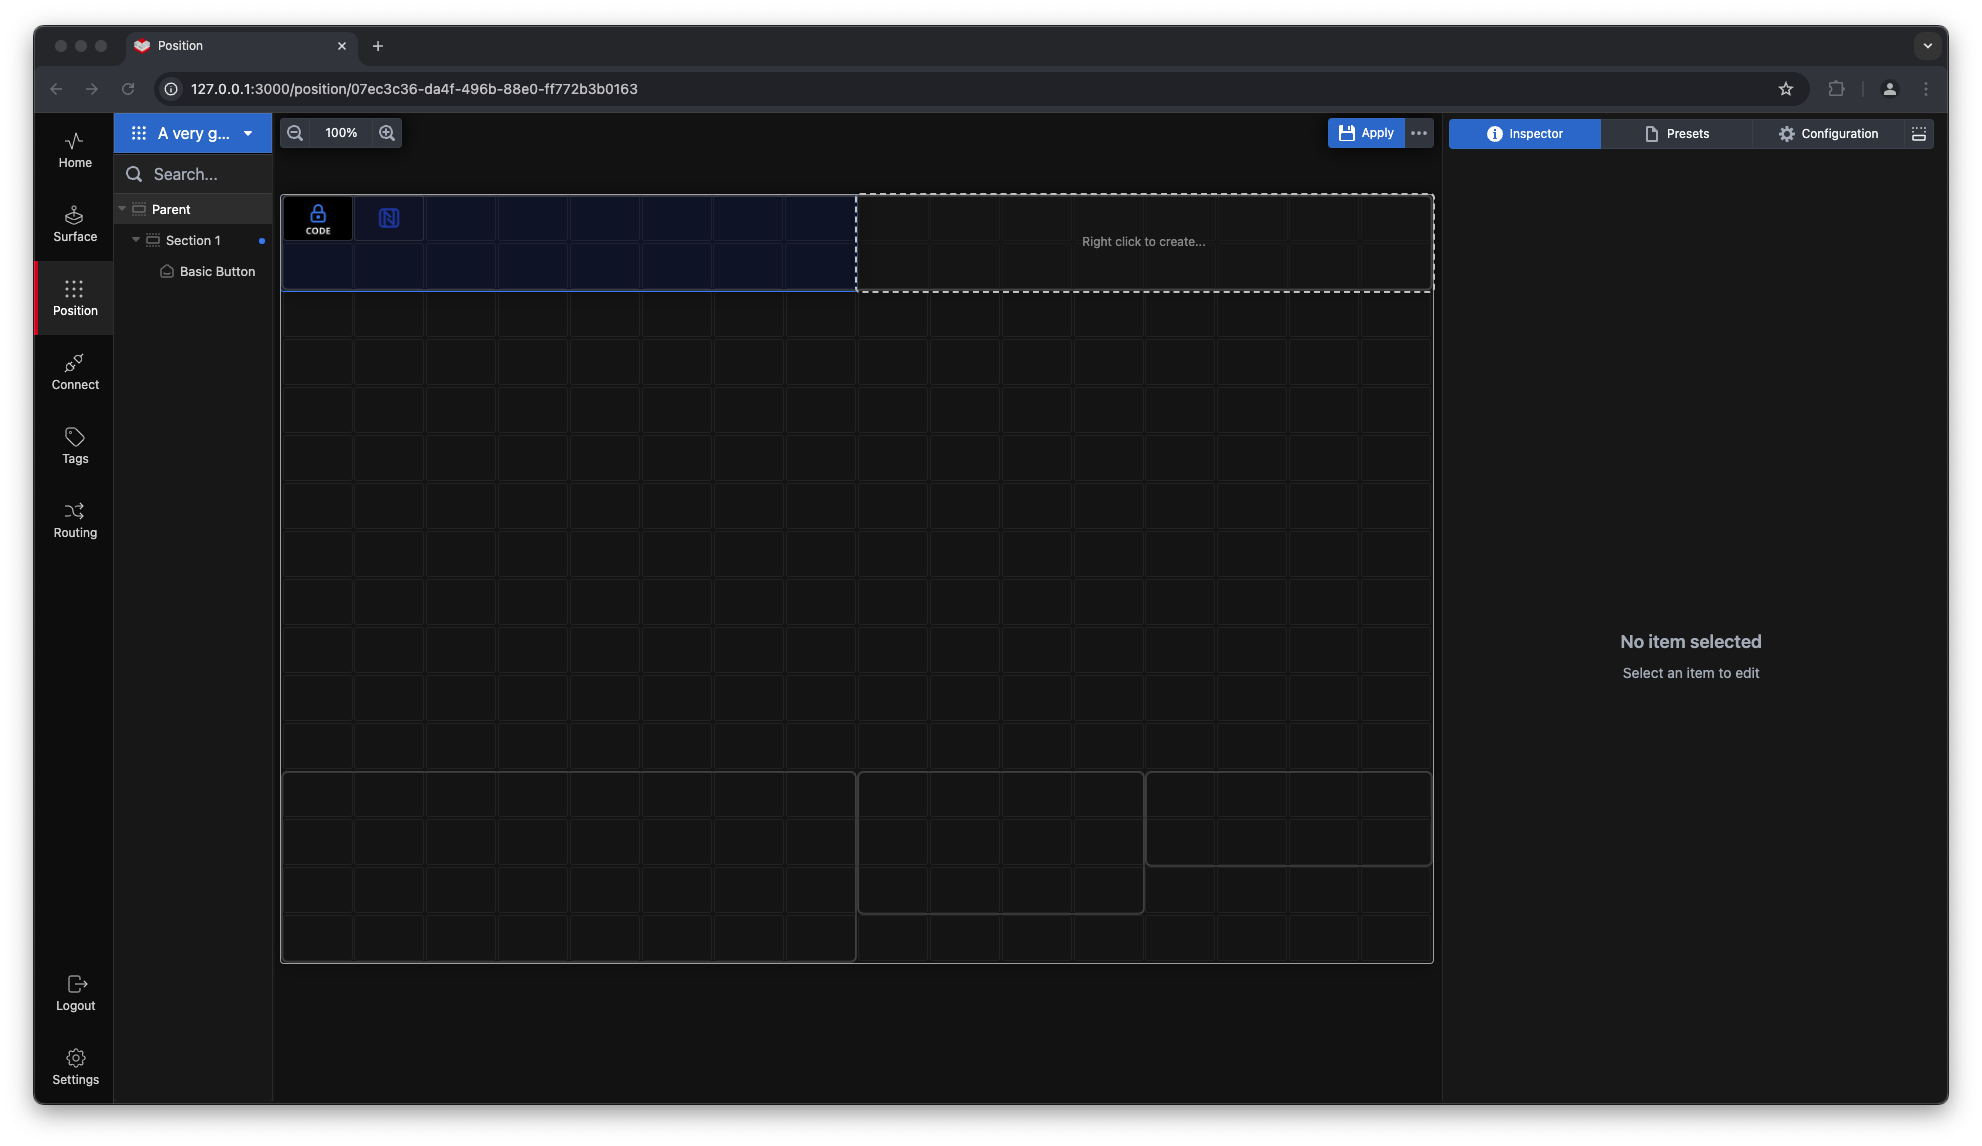 Position
127.0.0.1:3000/position/07ec3c36-da4f-496b-88e0-ff772b3b0163
Home
Surface
Position
Connect
Tags
Routing
Logout
Settings
A very g...
Search...
Parent
Section 1
Basic Button
100%
Apply
CODE
Right click to create...
Inspector
Presets
Configuration
No item selected
Select an item to edit